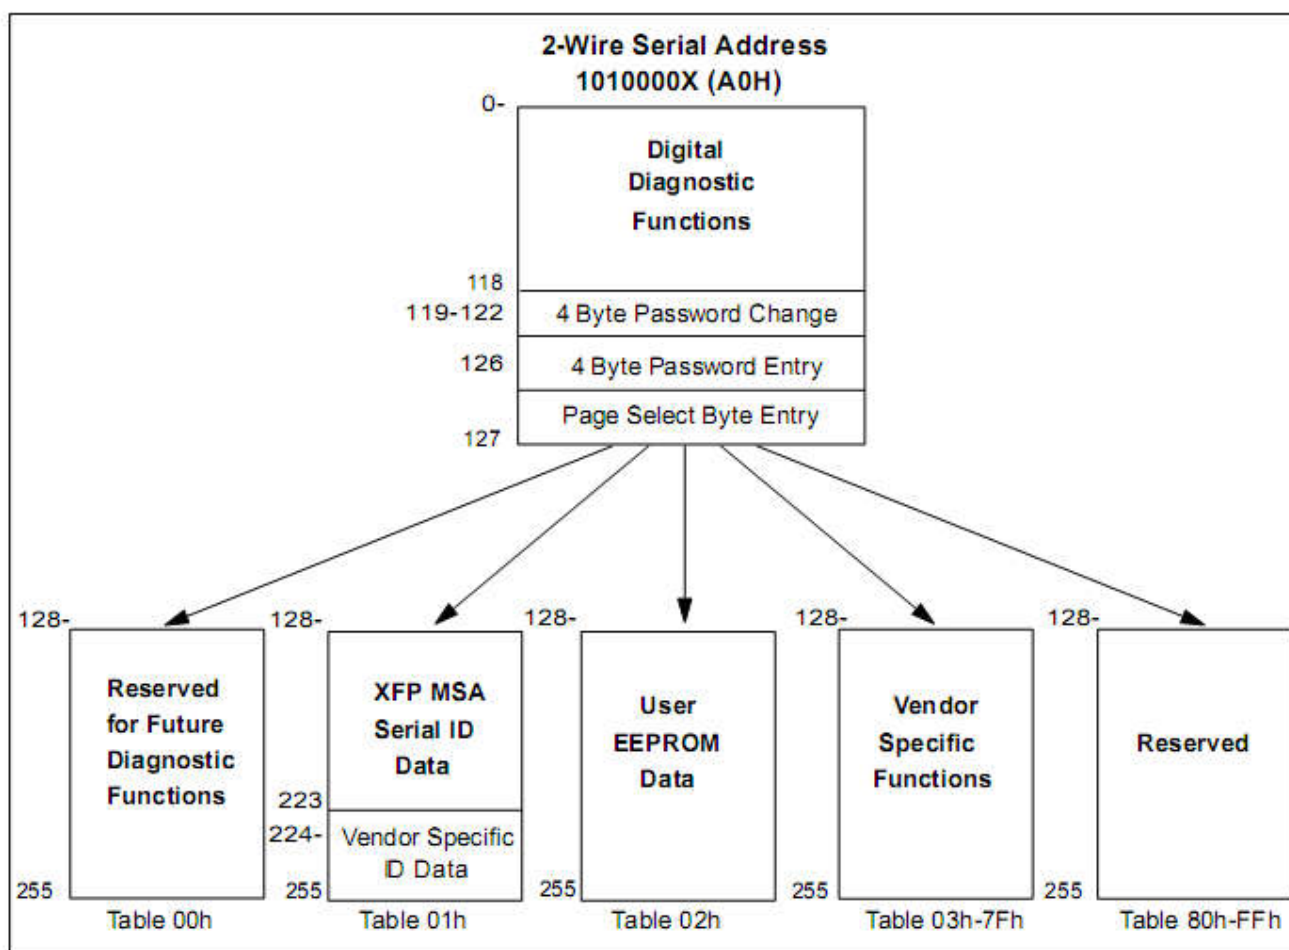 2-Wire Serial Address
1010000X (A0H)
0-
Digital
Diagnostic
Functions
118
119-122
4 Byte Password Change
126
4 Byte Password Entry
Page Select Byte Entry
127
128-
Reserved
for Future
Diagnostic
Functions
255
Table 00h
128-
XFP MSA
Serial ID
Data
223
224-
Vendor Specific
ID Data
255
Table 01h
128-
User
EEPROM
Data
255
Table 02h
128-
Vendor
Specific
Functions
255
Table 03h-7Fh
128-
Reserved
255
Table 80h-FFh